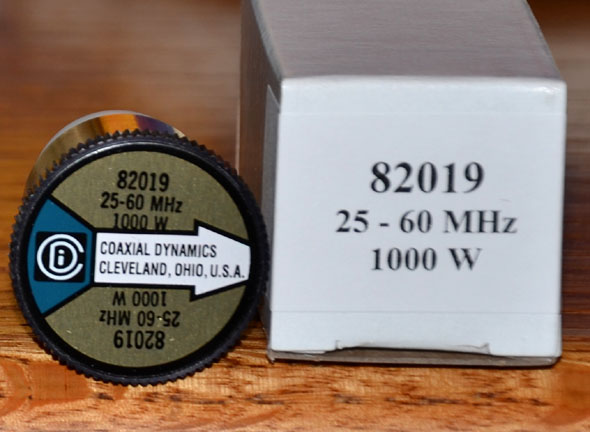 82019
25-60 MHz
1000 W
COAXIAL DYNAMICS
CLEVELAND, OHIO, U.S.A.
1000 W
25-60 MHz
82019
CDi
82019
25 - 60 MHz
1000 W